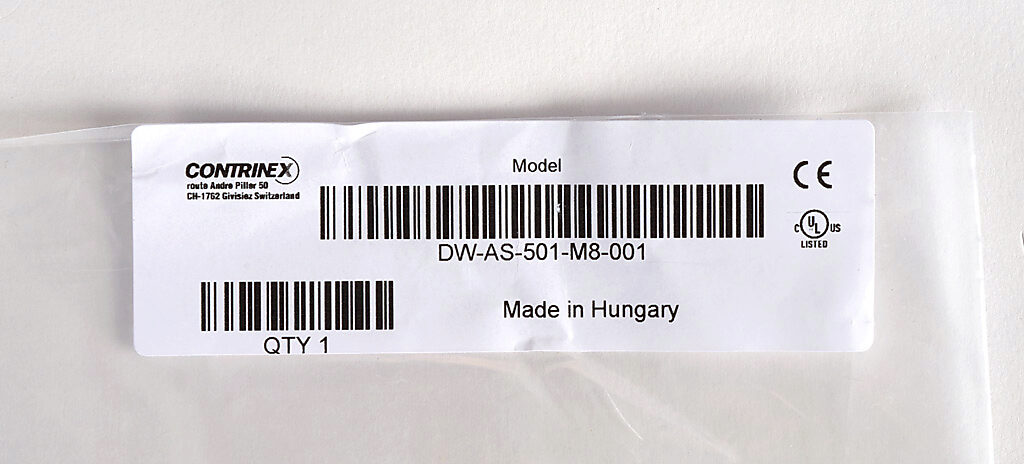 CONTRINEX
route Andre Piller 50
CH-1762 Givisiez Switzerland
Model
DW-AS-501-M8-001
CE
C UL US
LISTED
Made in Hungary
QTY 1